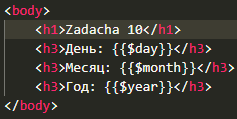 <body>
<h1>Zadacha 10</h1>
<h3>День: {{$day}}</h3>
<h3>Месяц: {{$month}}</h3>
<h3>Год: {{$year}}</h3>
</body>